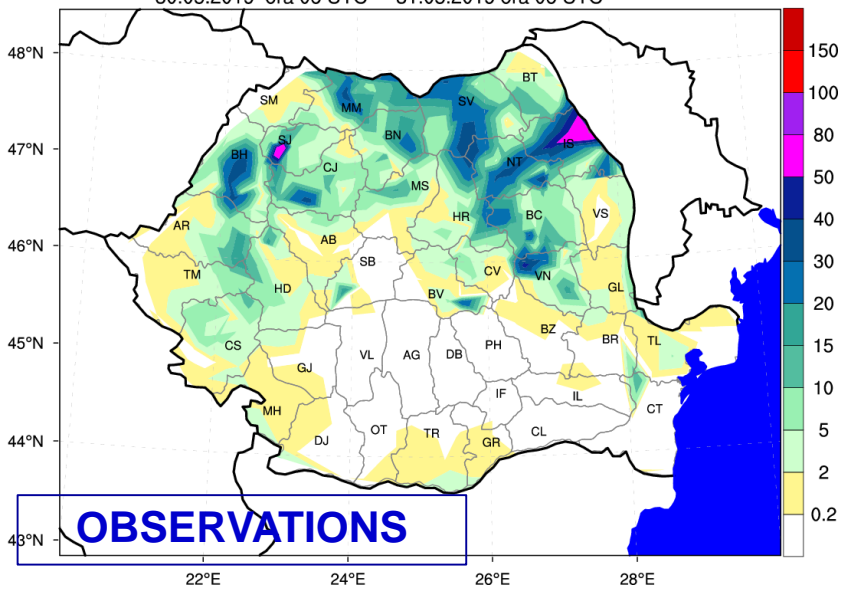 48°N
47°N
46°N
45°N
44°N
43°N
BT
SM
MM
SV
BN
SJ
IS
BH
NT
CJ
MS
HR
BC
VS
AR
AB
SB
CV
VN
TM
HD
BV
GL
BZ
BR
TL
CS
PH
VL
AG
DB
GJ
IF
IL
CT
MH
OT
TR
GR
CL
DJ
OBSERVATIONS
22°E
24°E
26°E
28°E
150
100
80
50
40
30
20
15
10
5
2
0.2